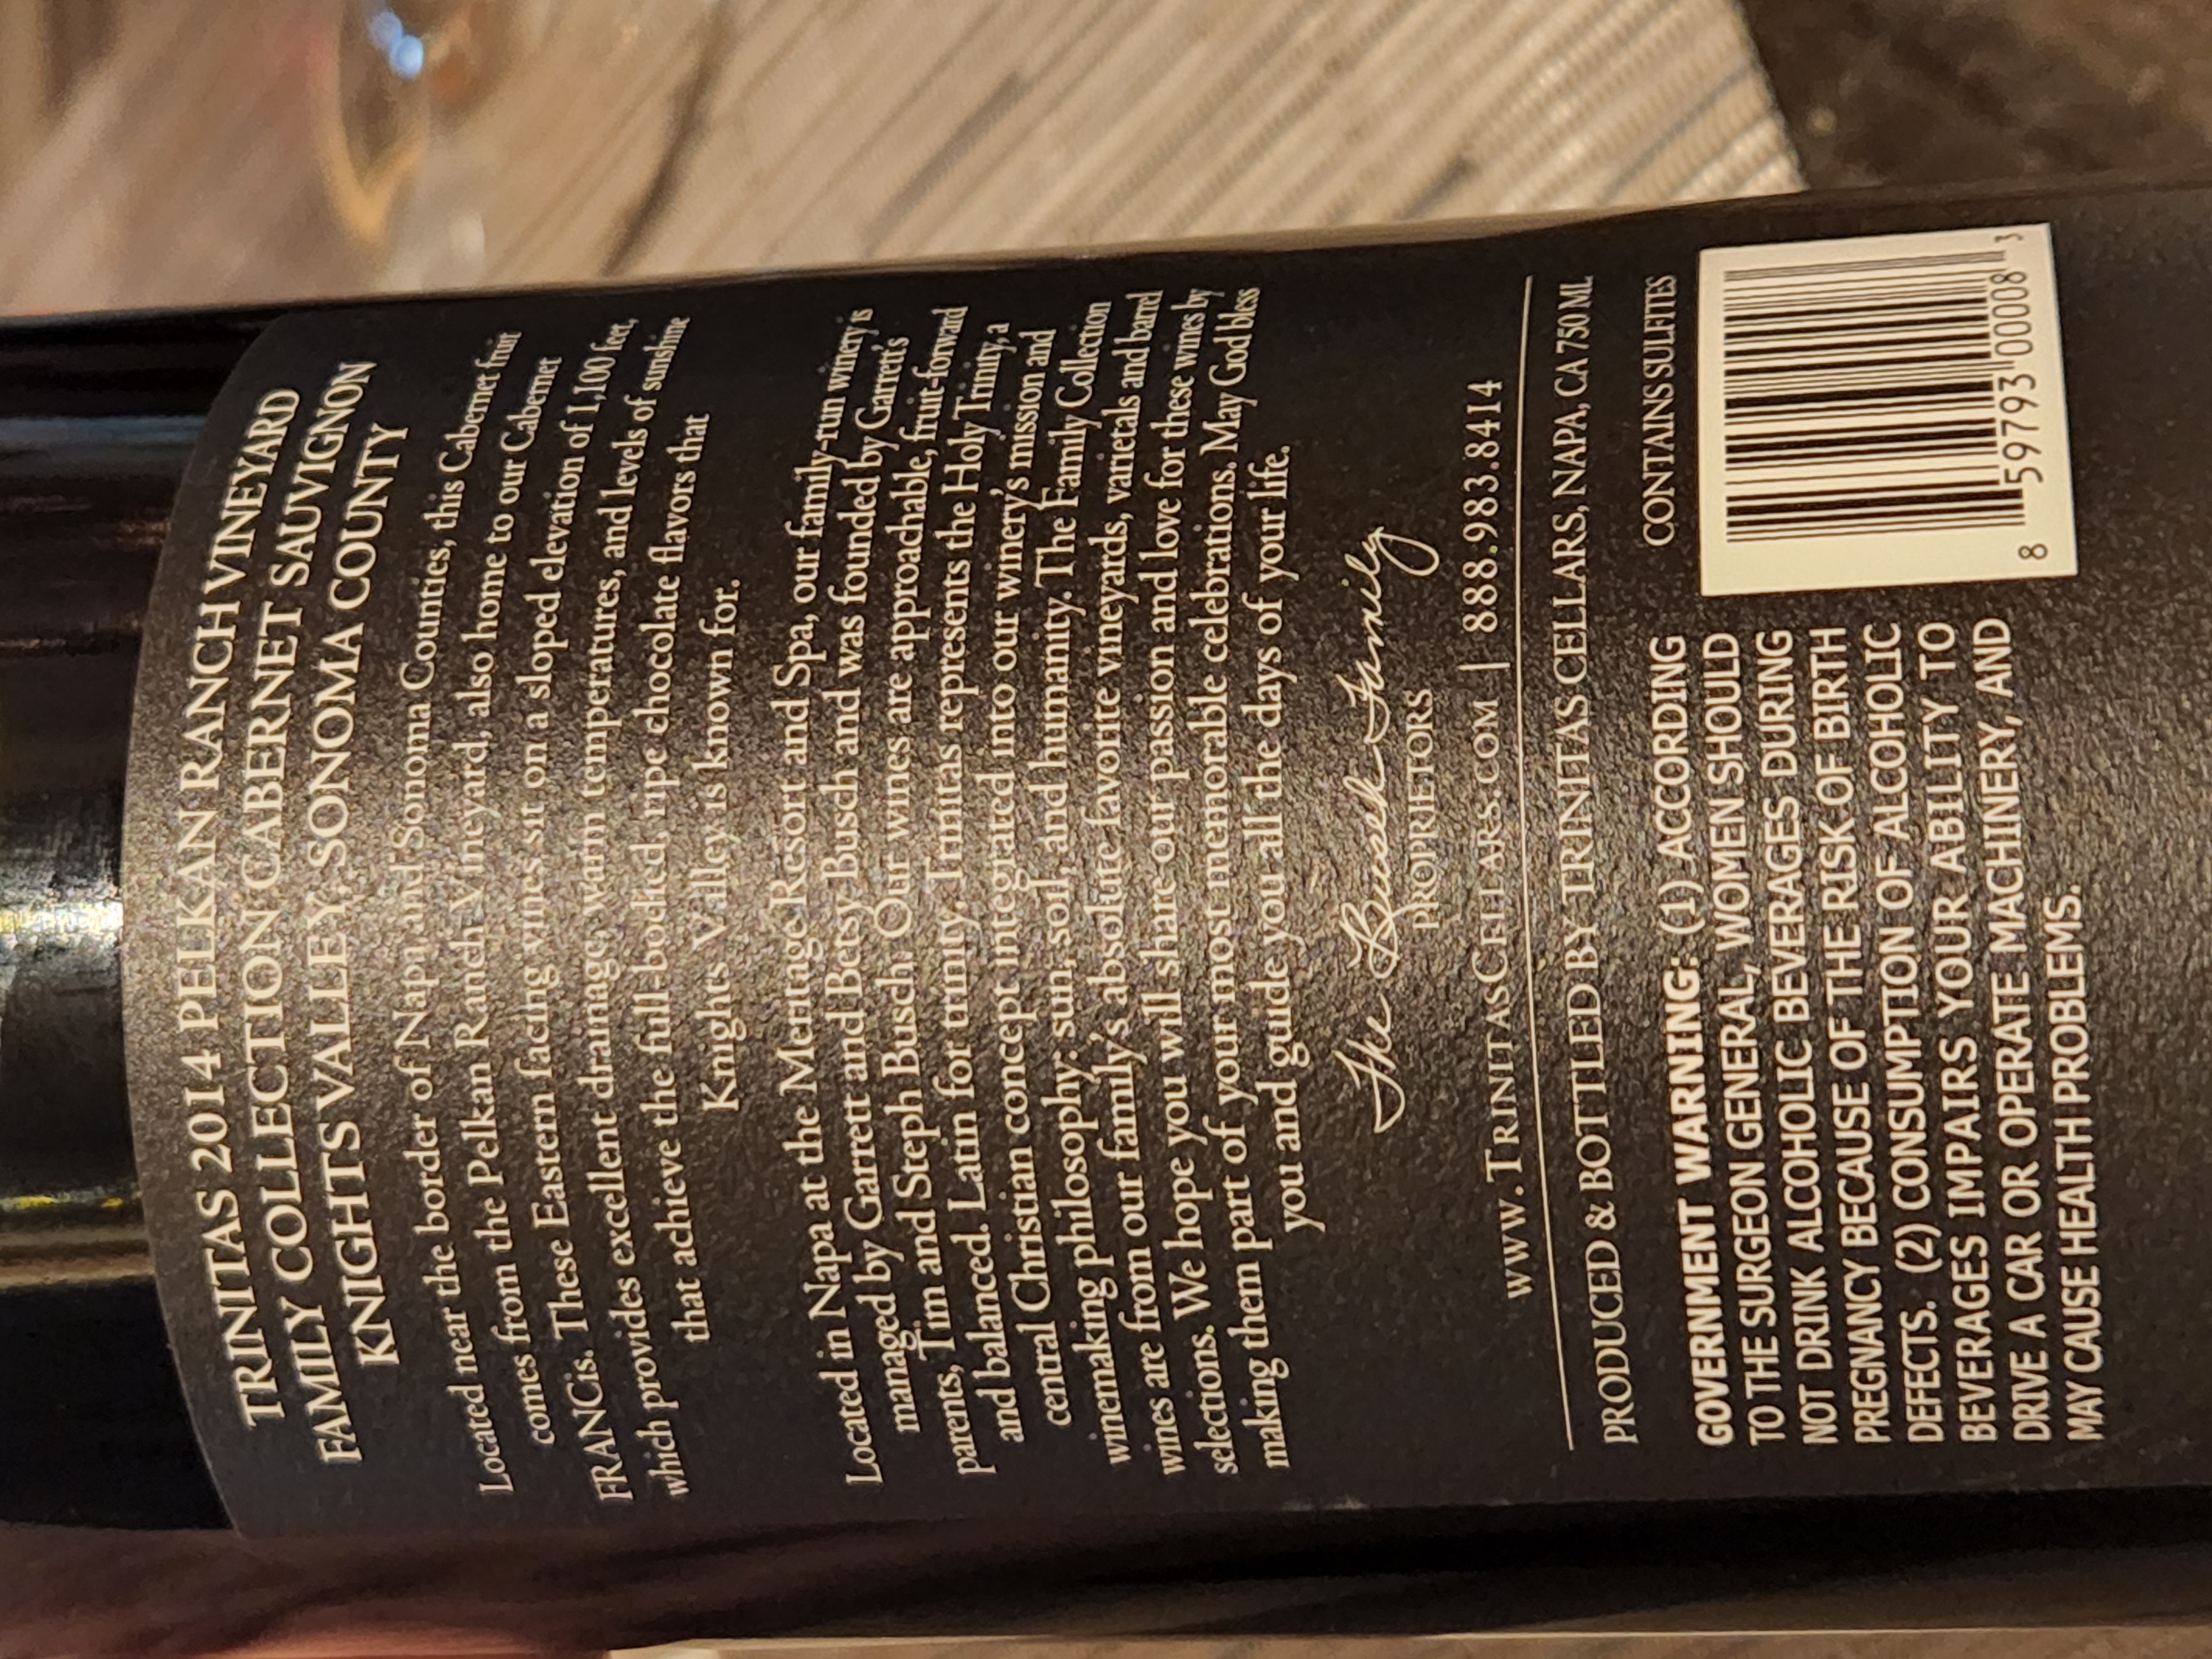 TRINITAS 2014 PELKAN RANCH VINEYARD
FAMILY COLLECTION CABERNET SAUVIGNON
KNIGHTS VALLEY, SONOMA COUNTY
Located near the border of Napa and Sonoma Counties, this Cabernet fruit
comes from the Pelkan Ranch Vineyard, also home to our Cabernet
FRANCis. These Eastern facing vines sit on a sloped elevation of 1,100 feet,
which provides excellent drainage, warm temperatures, and levels of sunshine
that achieve the full-bodied, ripe chocolate flavors that
Knights Valley is known for.
Located in Napa at the Meritage Resort and Spa, our family-run winery is
managed by Garrett and Betsy Busch and was founded by Garrett's
parents, Tim and Steph Busch. Our wines are approachable, fruit-forward
and balanced. Latin for trinity, Trinitas represents the Holy Trinity, a
central Christian concept integrated into our winery's mission and
winemaking philosophy: sun, soil, and humanity. The Family Collection
wines are from our family's absolute favorite vineyards, varietals and barrel
selections. We hope you will share our passion and love for these wines by
making them part of your most memorable celebrations. May God bless
you and guide you all the days of your life.
The Busch Family
PROPRIETORS
WWW.TRINITASCELLARS.COM | 888.983.8414
PRODUCED & BOTTLED BY TRINITAS CELLARS, NAPA, CA 750 ML
CONTAINS SULFITES
GOVERNMENT WARNING: (1) ACCORDING
TO THE SURGEON GENERAL, WOMEN SHOULD
NOT DRINK ALCOHOLIC BEVERAGES DURING
PREGNANCY BECAUSE OF THE RISK OF BIRTH
DEFECTS. (2) CONSUMPTION OF ALCOHOLIC
BEVERAGES IMPAIRS YOUR ABILITY TO
DRIVE A CAR OR OPERATE MACHINERY, AND
MAY CAUSE HEALTH PROBLEMS.
8 59793 00008 3